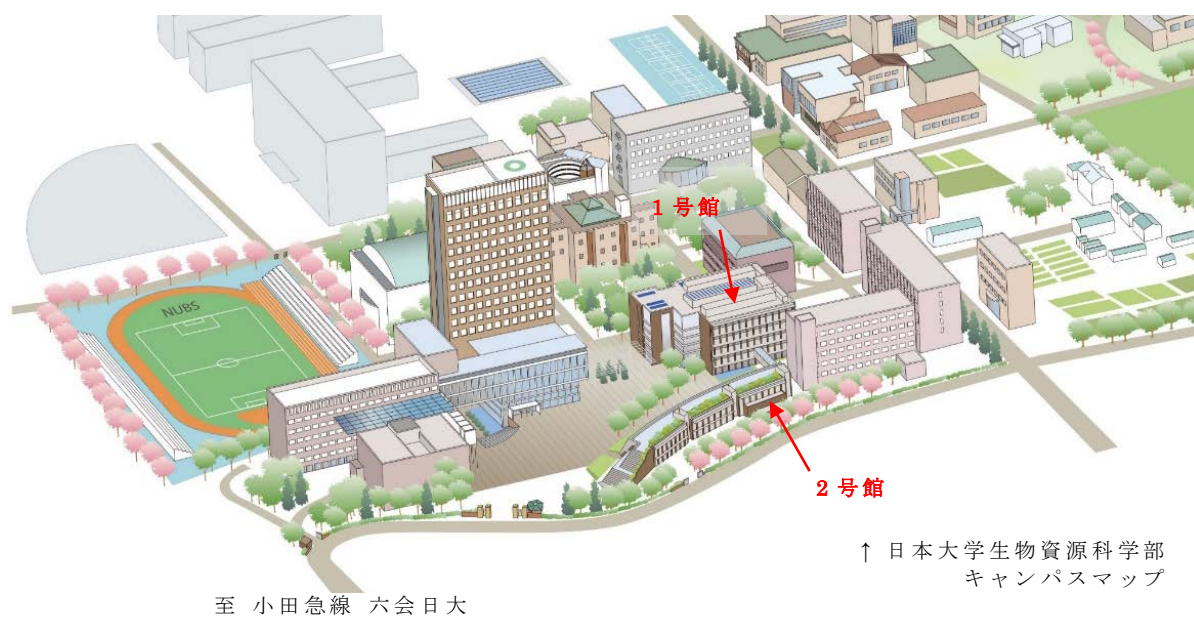 NUBS
1号館
2号館
↑ 日本大学生物資源科学部
キャンパスマップ
至 小田急線 六会日大